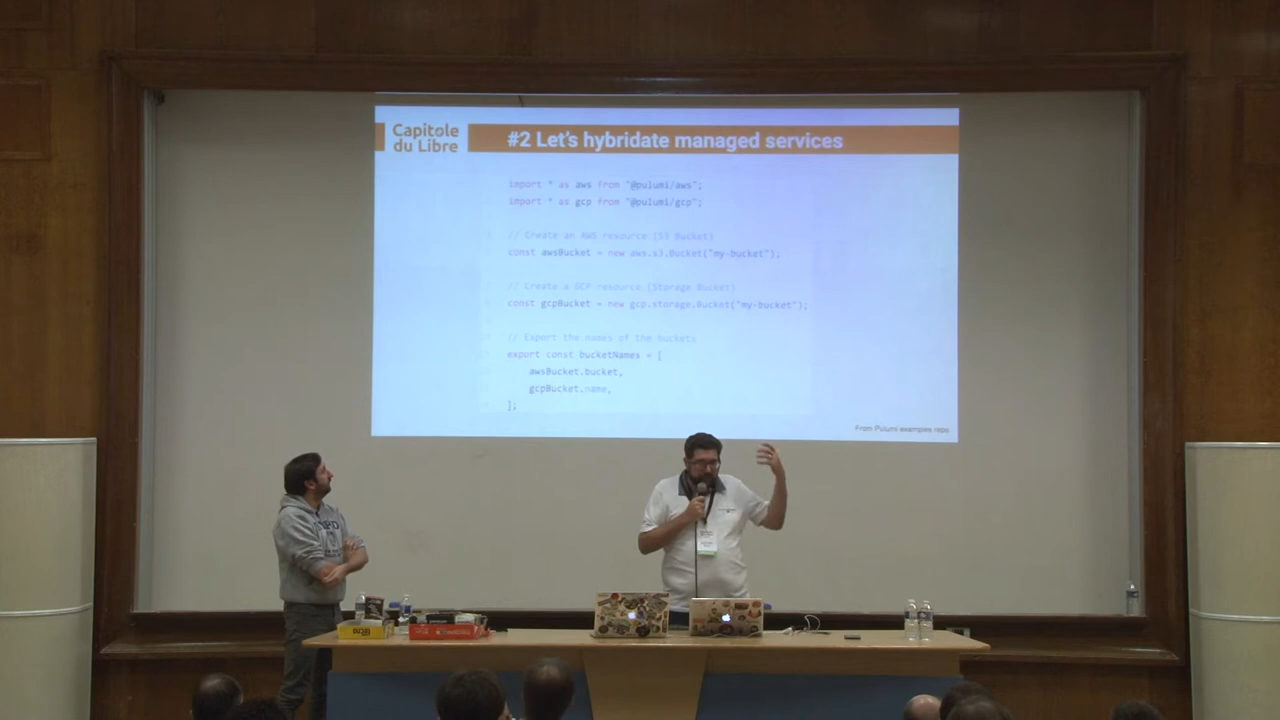 Capitole
du Libre
#2 Let's hybridate managed services
import * as aws from "@pulumi/aws";
import * as gcp from "@pulumi/gcp";
// Create an AWS resource (S3 Bucket)
const awsBucket = new aws.s3.Bucket("my-bucket");
// Create a GCP resource (Storage Bucket)
const gcpBucket = new gcp.storage.Bucket("my-bucket");
// Export the names of the buckets
export const bucketNames = [
awsBucket.bucket,
gcpBucket.name,
];
From Pulumi examples repo